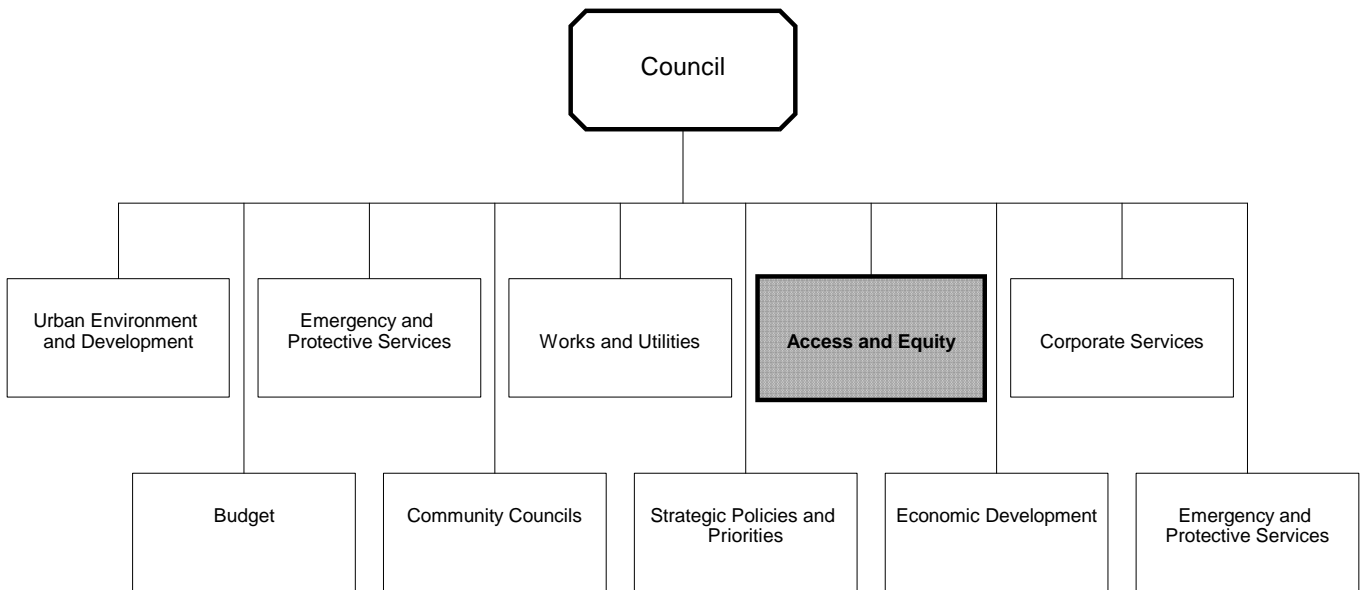 Council
Urban Environment
and Development
Emergency and
Protective Services
Works and Utilities
Access and Equity
Corporate Services
Budget
Community Councils
Strategic Policies and
Priorities
Economic Development
Emergency and
Protective Services